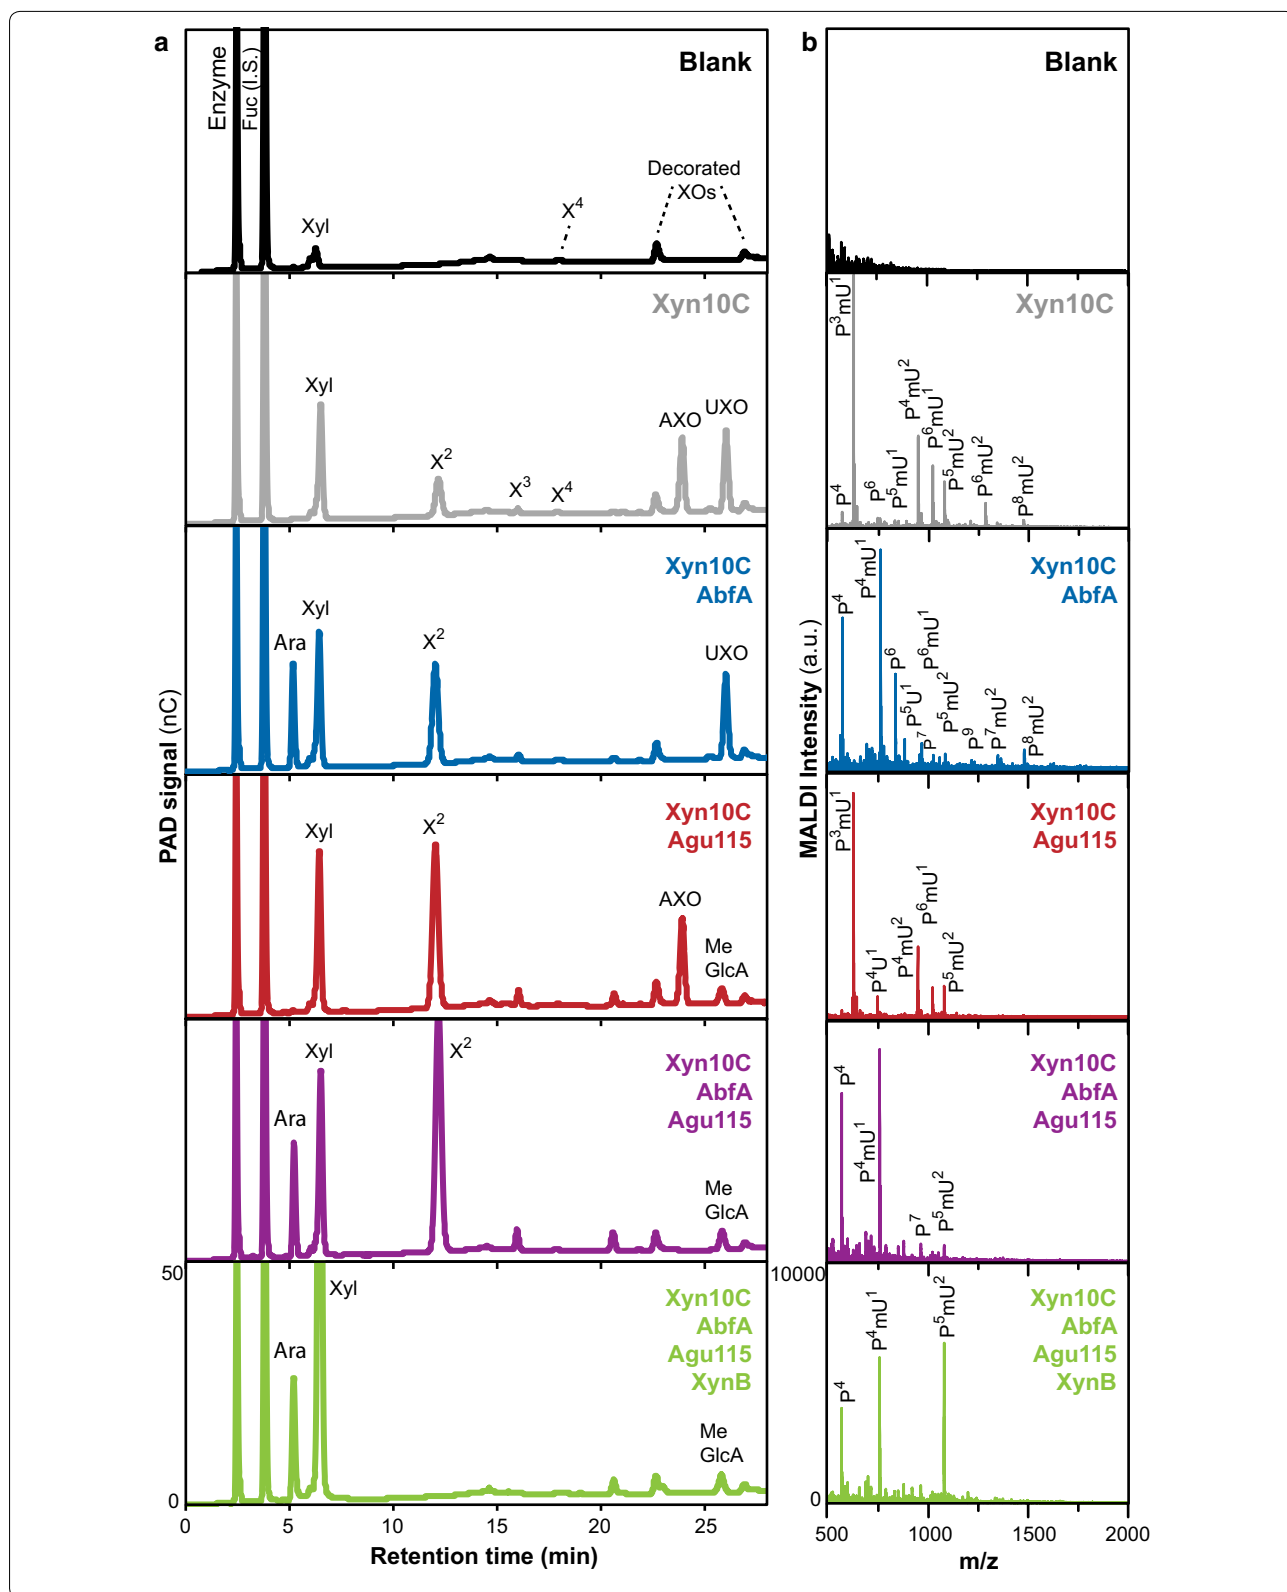 a
Enzyme
Fuc (I.S.)
Blank
Decorated
XOs
X⁴
Xyl
b
Blank
Xyn10C
Xyl
X²
X³
X⁴
AXO
UXO
Xyn10C
P³mU¹
P⁴
P⁶
P⁵mU¹
P⁴mU²
P⁶mU¹
P⁵mU²
P⁶mU²
P⁸mU²
Xyn10C
AbfA
Ara
Xyl
X²
UXO
Xyn10C
AbfA
P⁴
P⁴mU¹
P⁶
P⁵U¹
P⁷
P⁶mU¹
P⁵mU²
P⁹
P⁷mU²
P⁸mU²
Xyn10C
Agu115
Xyl
X²
AXO
Me
GlcA
Xyn10C
Agu115
P³mU¹
P⁴U¹
P⁴mU²
P⁶mU¹
P⁵mU²
Xyn10C
AbfA
Agu115
Ara
Xyl
X²
Me
GlcA
Xyn10C
AbfA
Agu115
P⁴
P⁴mU¹
P⁷
P⁵mU²
50
0
Xyn10C
AbfA
Agu115
XynB
Ara
Xyl
Me
GlcA
10000
0
Xyn10C
AbfA
Agu115
XynB
P⁴
P⁴mU¹
P⁵mU²
PAD signal (nC)
MALDI Intensity (a.u.)
0 5 10 15 20 25
Retention time (min)
500 1000 1500 2000
m/z